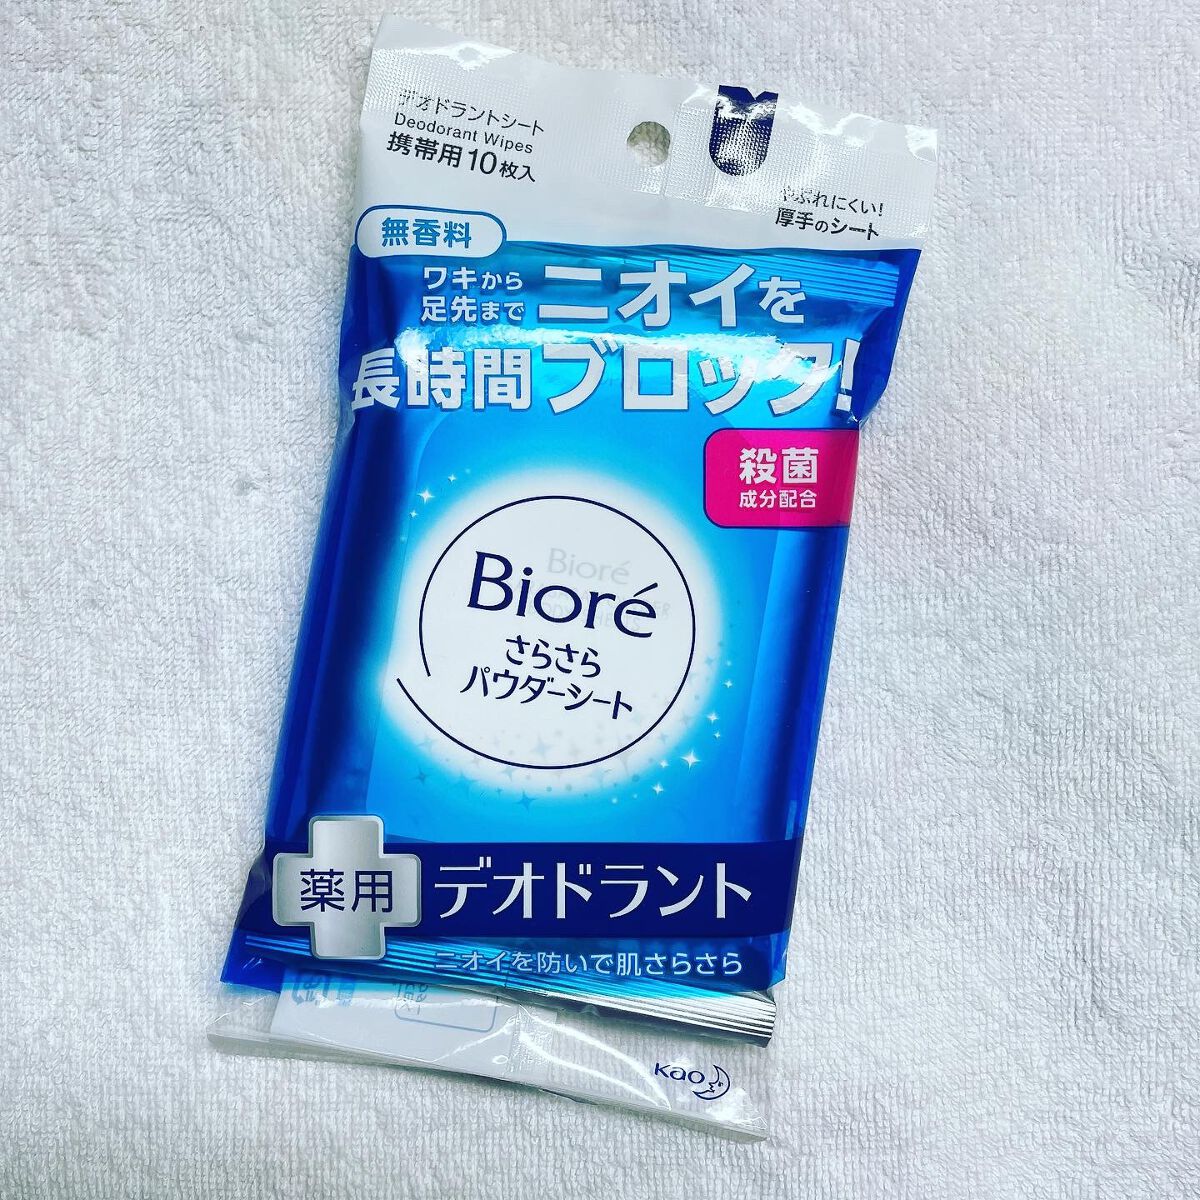 デオドラントシート
Deodorant Wipes
携帯用10枚入
やぶれにくい!
厚手のシート
無香料
ワキから
足先まで
ニオイを
長時間ブロック!
殺菌
成分配合
Bioré
Bioré
さらさら
パウダーシート
薬用
デオドラント
ニオイを防いで肌さらさら
Kao